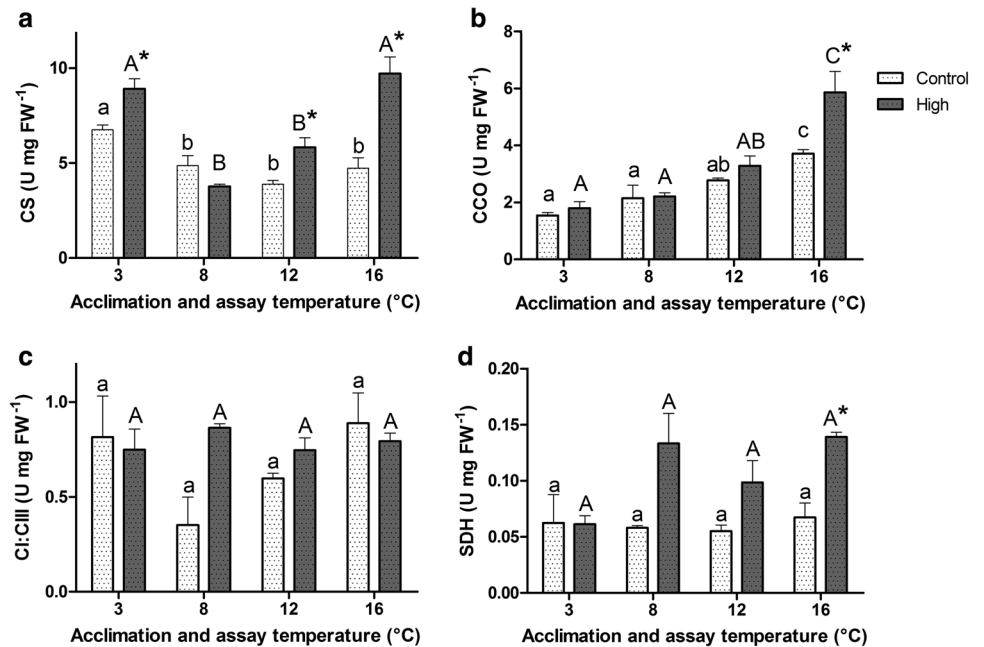 a
CS (U mg FW⁻¹)
10
5
0
a A* b B b B* b A*
3 8 12 16
Acclimation and assay temperature (°C)
b
CCO (U mg FW⁻¹)
8
6
4
2
0
a A a A ab AB c C*
3 8 12 16
Acclimation and assay temperature (°C)
Control
High
c
CI:CIII (U mg FW⁻¹)
1.0
0.5
0.0
a A a A a A a A
3 8 12 16
Acclimation and assay temperature (°C)
d
SDH (U mg FW⁻¹)
0.20
0.15
0.10
0.05
0.00
a A a A a A a A*
3 8 12 16
Acclimation and assay temperature (°C)